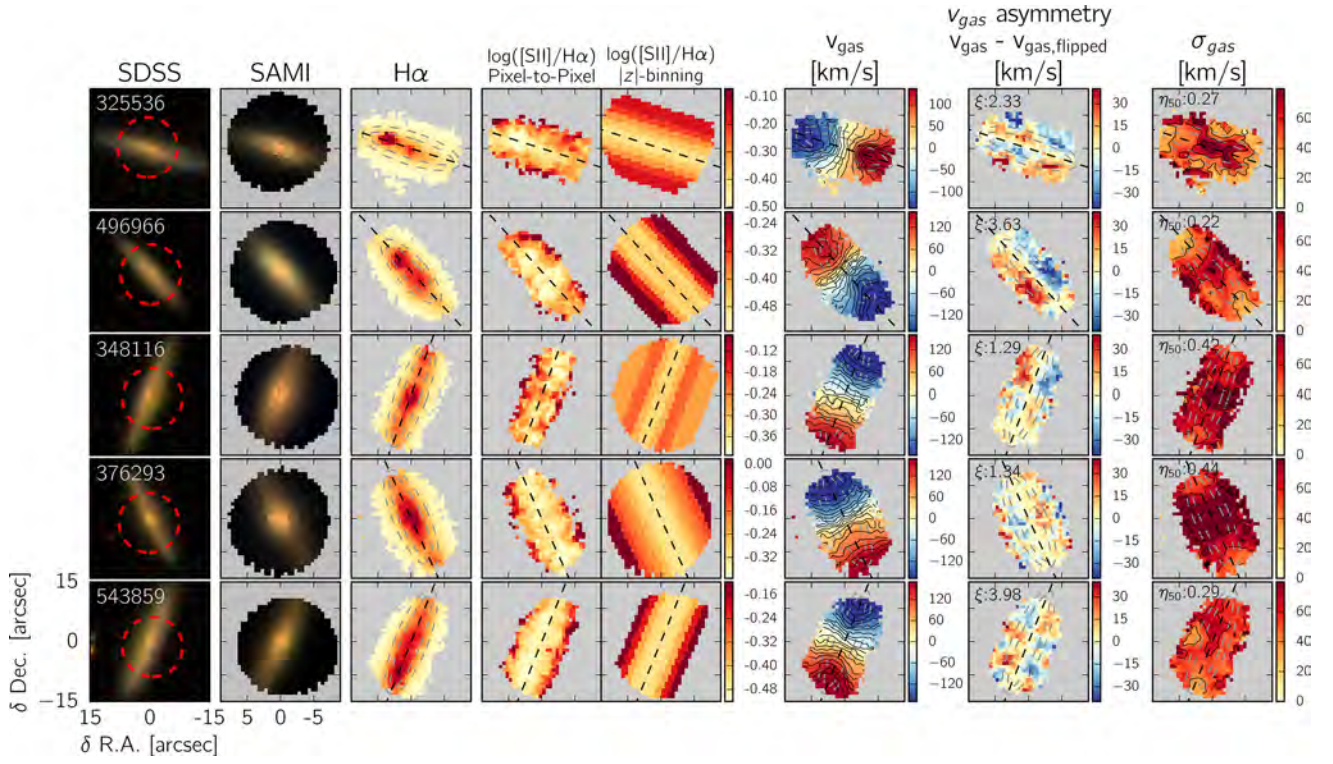 v_gas asymmetry
log([SII]/Hα) log([SII]/Hα) v_gas v_gas - v_gas,flipped σ_gas
SDSS SAMI Hα Pixel-to-Pixel |z|-binning [km/s] [km/s] [km/s]
325536 ξ:2.33 η50:0.27
-0.10 100 30 60
-0.20 50 15 40
-0.30 0 0
-0.40 −50 −15 20
-0.50 −100 −30 0
496966 ξ:3.63 η50:0.22
-0.24 120 30 60
-0.32 60 15 40
-0.40 0 0
-0.48 −60 −15 20
−120 −30 0
348116 ξ:1.29 η50:0.42
-0.12 120 30 60
-0.18 60 15 40
-0.24 0 0
-0.30 −60 −15 20
-0.36 −120 −30 0
376293 ξ:1.34 η50:0.44
0.00 120 30 60
-0.08 60 15 40
-0.16 0 0
-0.24 −60 −15 20
-0.32 −120 −30 0
543859 ξ:3.98 η50:0.29
-0.16 120 30 60
-0.24 60 15 40
-0.32 0 0
-0.40 −60 −15 20
-0.48 −120 −30 0
15
0
−15
δ Dec. [arcsec]
15 0 -15 5 0 -5
δ R.A. [arcsec]